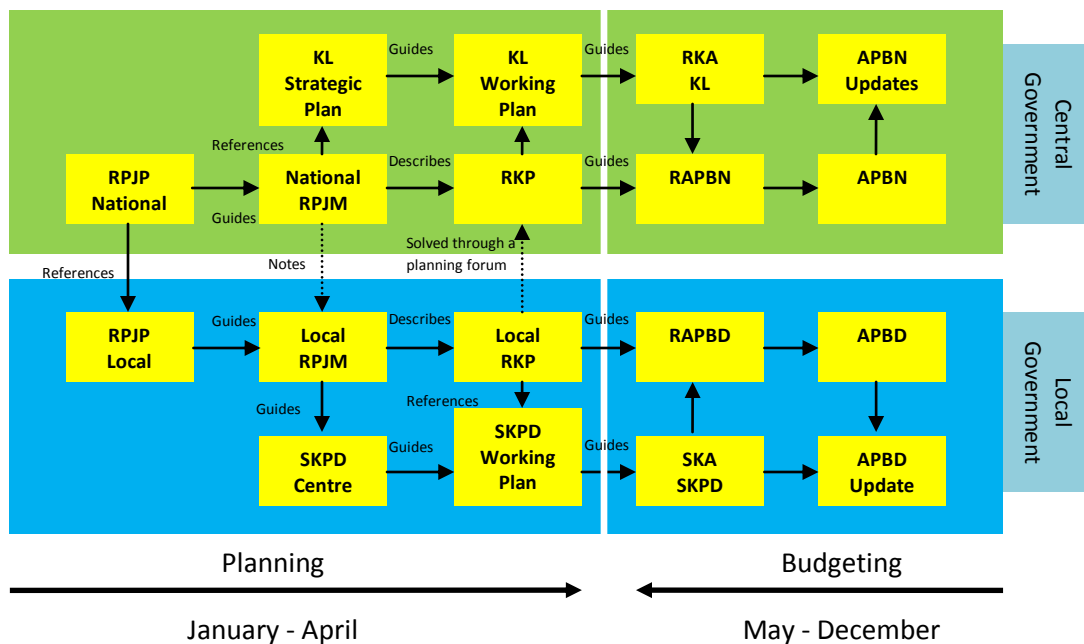 KL
Strategic
Plan
Guides
KL
Working
Plan
Guides
RKA
KL
APBN
Updates
Central
Government
References
Describes
Guides
RPJP
National
Guides
National
RPJM
RKP
RAPBN
APBN
References
Notes
Solved through a
planning forum
RPJP
Local
Guides
Local
RPJM
Describes
Local
RKP
Guides
RAPBD
APBD
Local
Government
Guides
References
SKPD
Centre
Guides
SKPD
Working
Plan
Guides
SKA
SKPD
APBD
Update
Planning
Budgeting
January - April
May - December